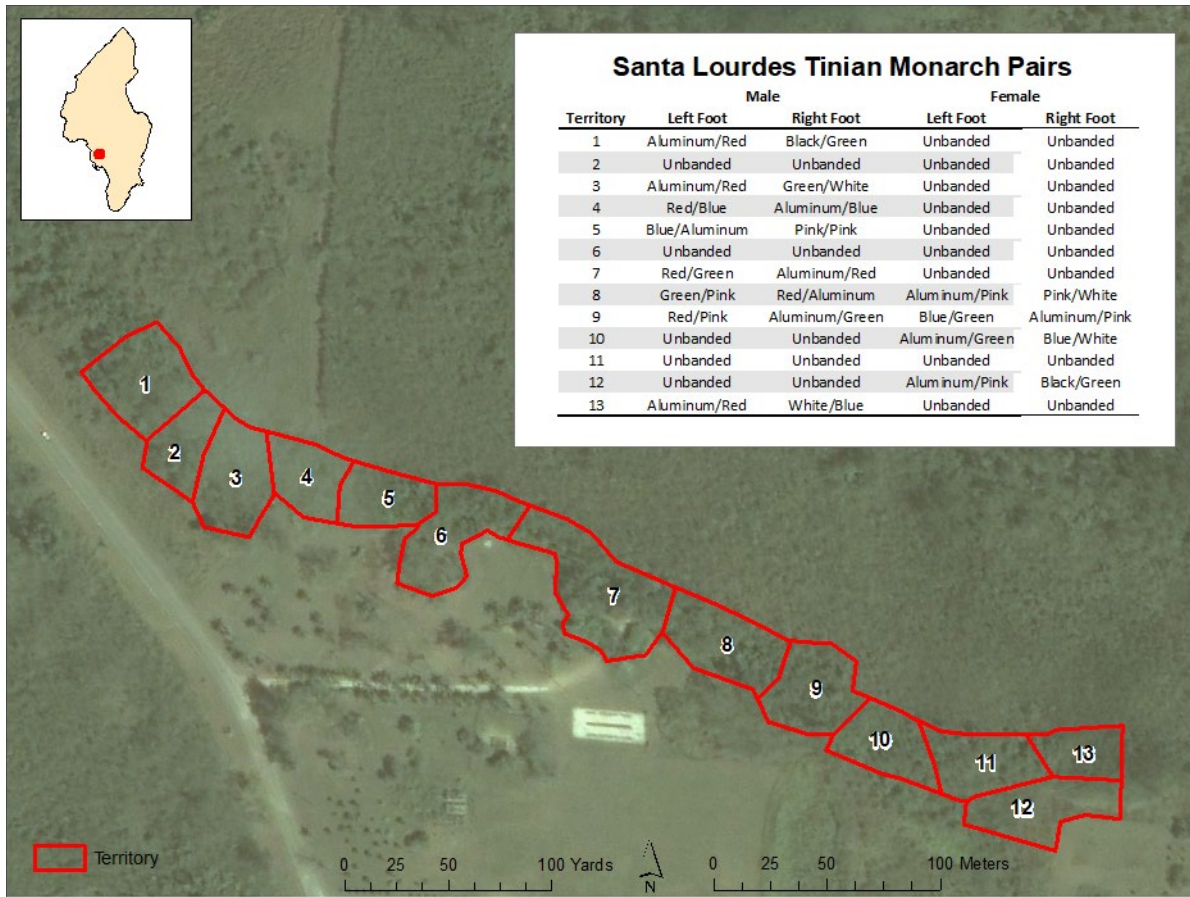 Santa Lourdes Tinian Monarch Pairs
Male Female
Territory Left Foot Right Foot Left Foot Right Foot
1 Aluminum/Red Black/Green Unbanded Unbanded
2 Unbanded Unbanded Unbanded Unbanded
3 Aluminum/Red Green/White Unbanded Unbanded
4 Red/Blue Aluminum/Blue Unbanded Unbanded
5 Blue/Aluminum Pink/Pink Unbanded Unbanded
6 Unbanded Unbanded Unbanded Unbanded
7 Red/Green Aluminum/Red Unbanded Unbanded
8 Green/Pink Red/Aluminum Aluminum/Pink Pink/White
9 Red/Pink Aluminum/Green Blue/Green Aluminum/Pink
10 Unbanded Unbanded Aluminum/Green Blue/White
11 Unbanded Unbanded Unbanded Unbanded
12 Unbanded Unbanded Aluminum/Pink Black/Green
13 Aluminum/Red White/Blue Unbanded Unbanded
1
2
3
4
5
6
7
8
9
10
11
12
13
Territory
0 25 50 100 Yards
N
0 25 50 100 Meters